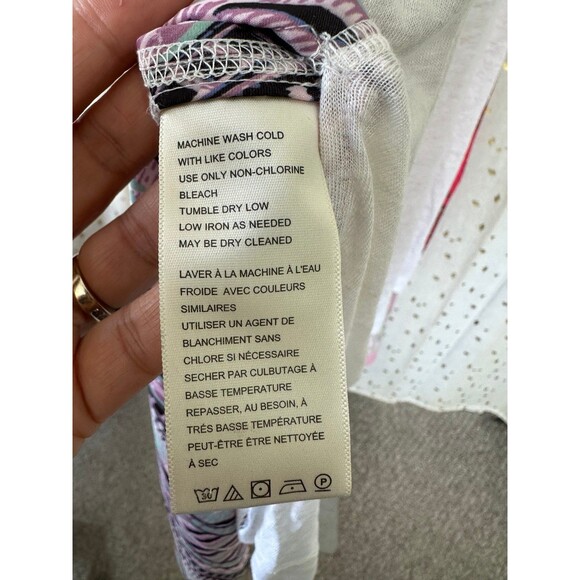 MACHINE WASH COLD
WITH LIKE COLORS
USE ONLY NON-CHLORINE
BLEACH
TUMBLE DRY LOW
LOW IRON AS NEEDED
MAY BE DRY CLEANED
LAVER À LA MACHINE À L'EAU
FROIDE AVEC COULEURS
SIMILAIRES
UTILISER UN AGENT DE
BLANCHIMENT SANS
CHLORE SI NÉCESSAIRE
SECHER PAR CULBUTAGE À
BASSE TEMPERATURE
REPASSER, AU BESOIN, À
TRÉS BASSE TEMPÉRATURE
PEUT-ÊTRE ÊTRE NETTOYÉE
À SEC
P